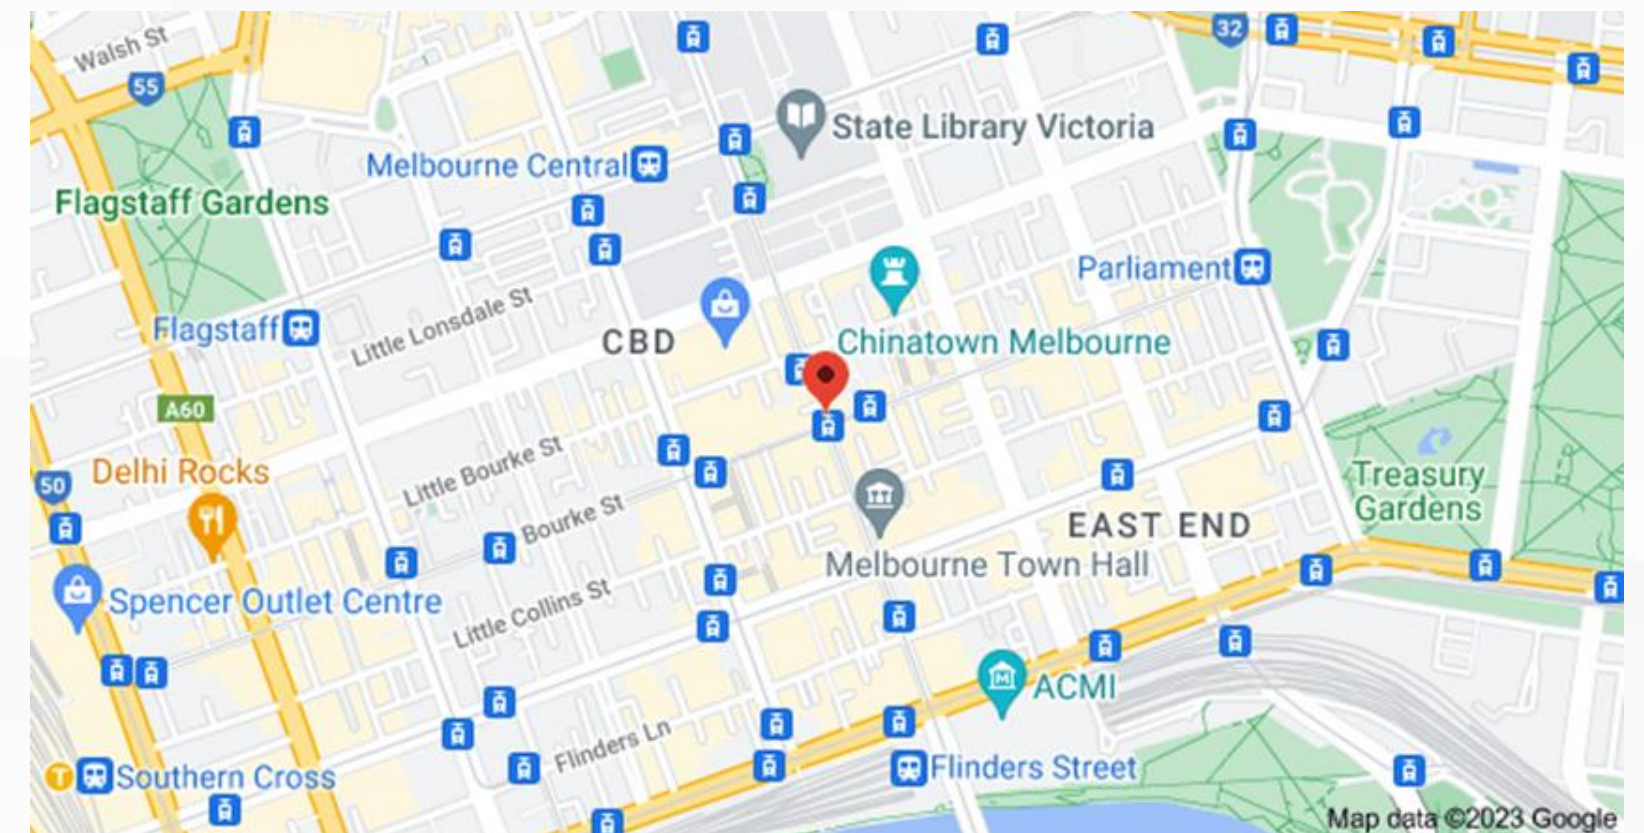 Walsh St
32
55
State Library Victoria
Melbourne Central
Flagstaff Gardens
Parliament
Little Lonsdale St
Flagstaff
CBD
Chinatown Melbourne
A60
Little Bourke St
Delhi Rocks
50
Bourke St
Treasury
Gardens
EAST END
Melbourne Town Hall
Spencer Outlet Centre
Little Collins St
M
ACMI
Flinders Ln
T
Southern Cross
Flinders Street
Map data ©2023 Google